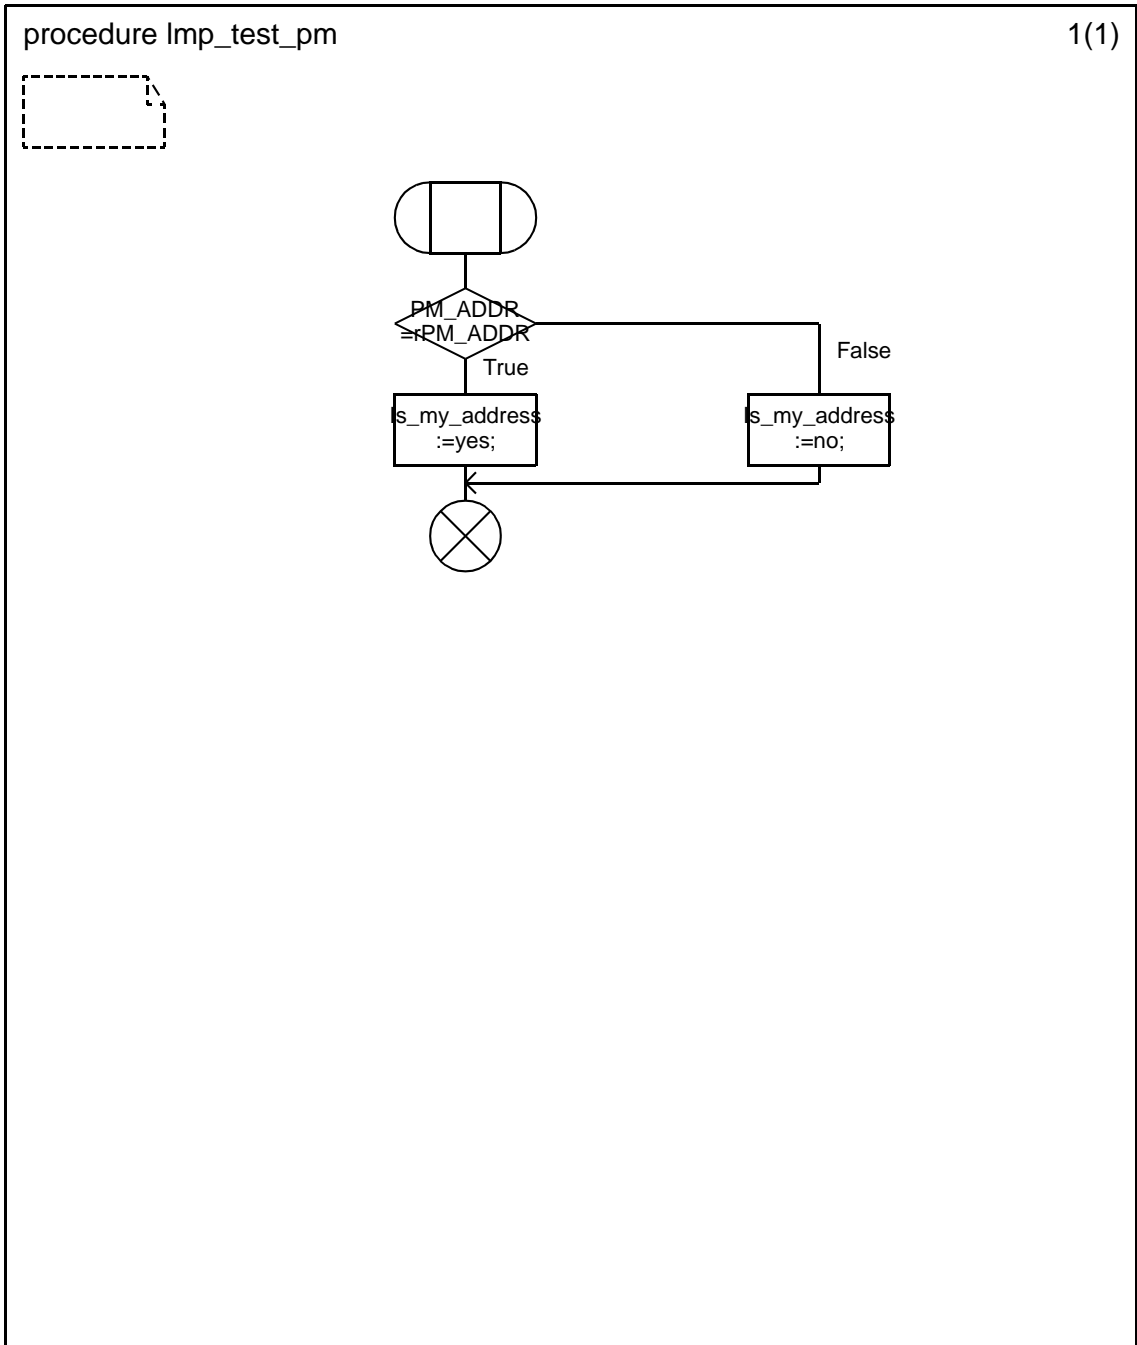 procedure lmp_test_pm
1(1)
PM_ADDR
=rPM_ADDR
True
False
Is_my_address
:=yes;
Is_my_address
:=no;